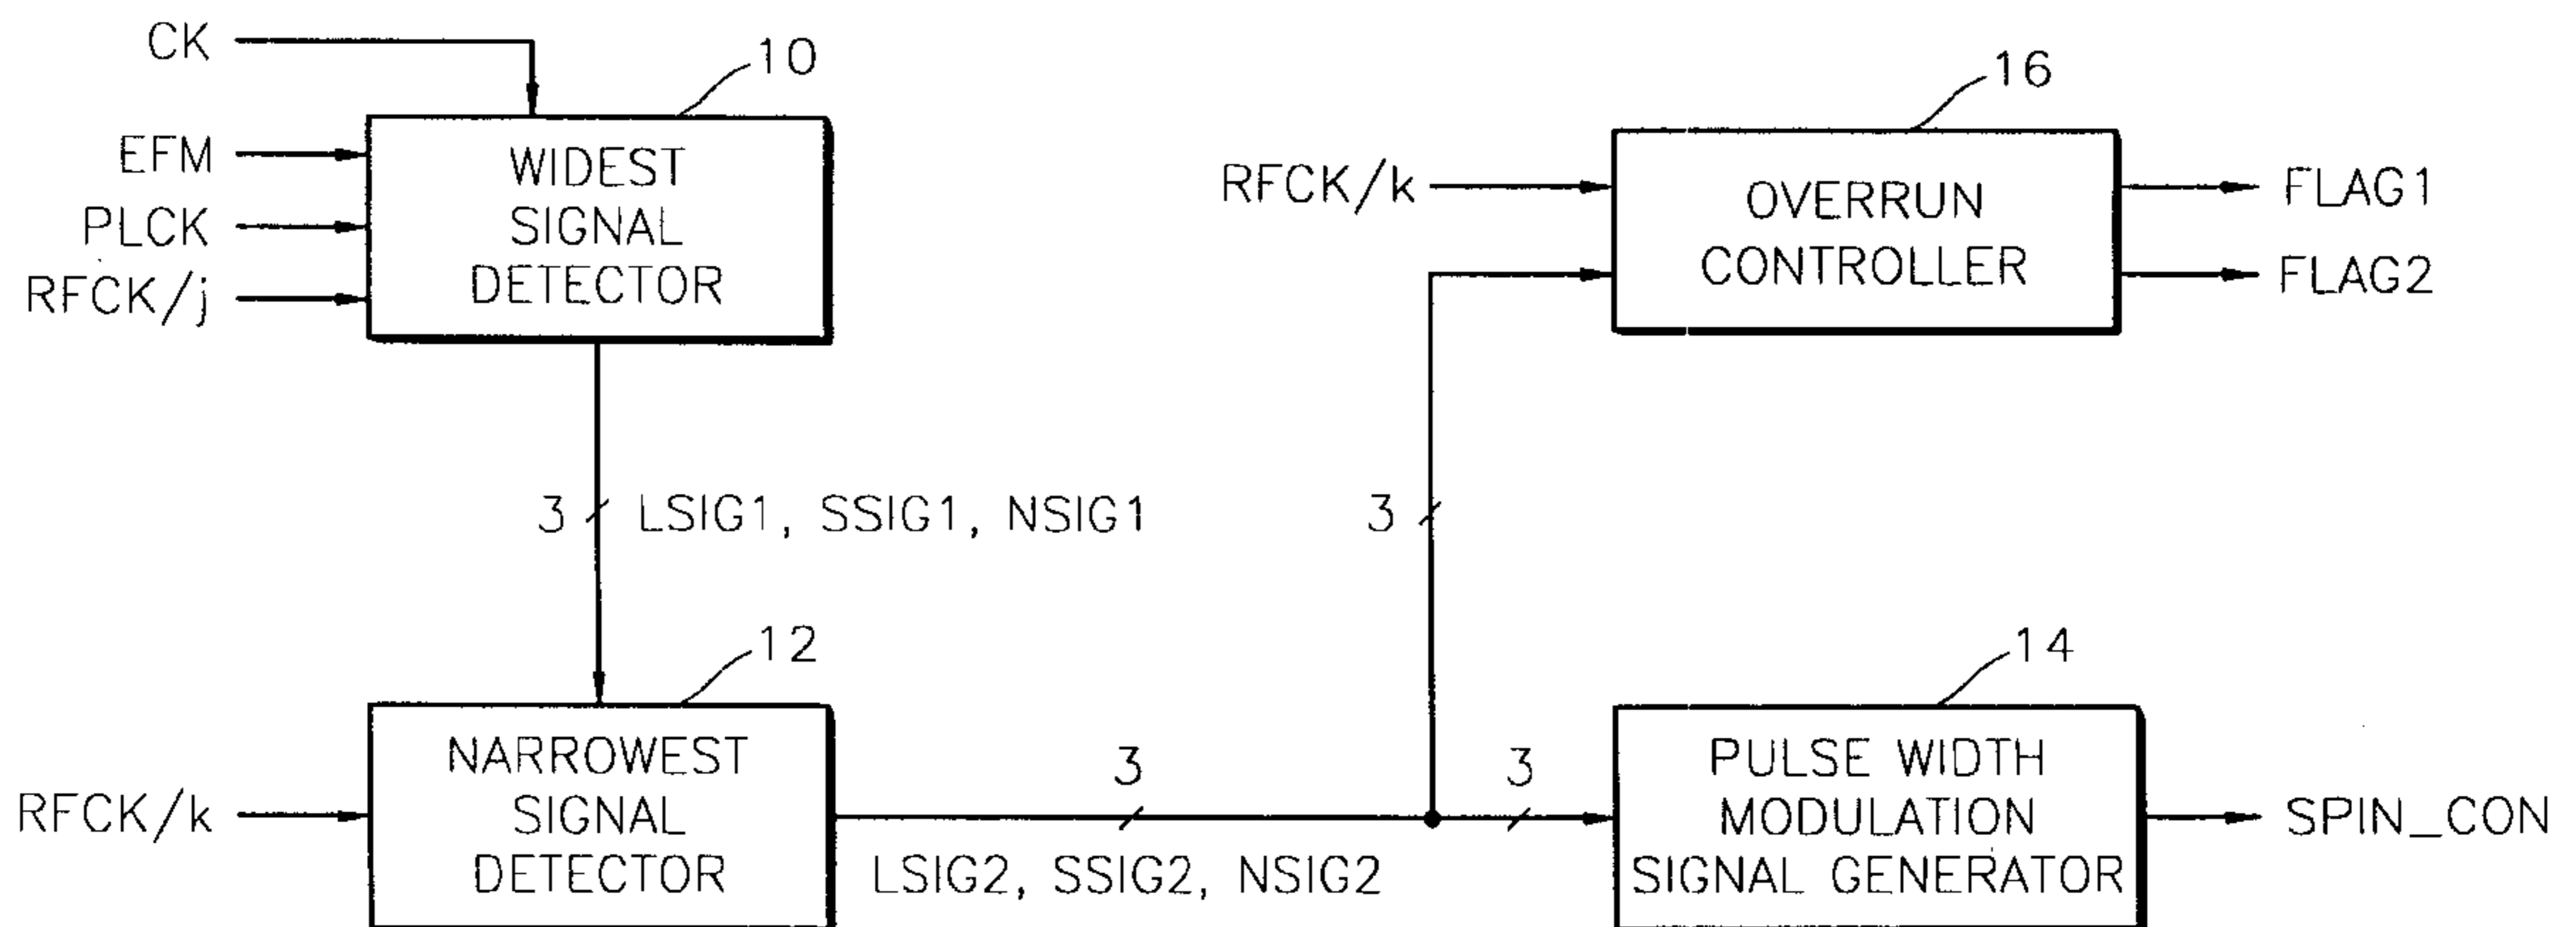 CK
10
EFM
PLCK
RFCK/j
WIDEST
SIGNAL
DETECTOR
16
RFCK/k
OVERRUN
CONTROLLER
FLAG1
FLAG2
3
LSIG1, SSIG1, NSIG1
3
12
RFCK/k
NARROWEST
SIGNAL
DETECTOR
3
LSIG2, SSIG2, NSIG2
3
14
PULSE WIDTH
MODULATION
SIGNAL GENERATOR
SPIN_CON